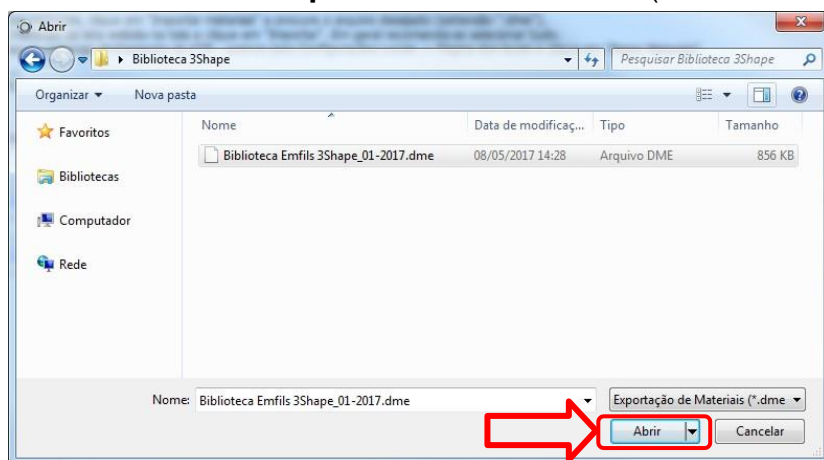 Abrir
Biblioteca 3Shape
Pesquisar Biblioteca 3Shape
Organizar
Nova pasta
Nome
Data de modificaç...
Tipo
Tamanho
Favoritos
Biblioteca Emfils 3Shape_01-2017.dme
08/05/2017 14:28
Arquivo DME
856 KB
Bibliotecas
Computador
Rede
Nome:
Biblioteca Emfils 3Shape_01-2017.dme
Exportação de Materiais (*.dme
Abrir
Cancelar